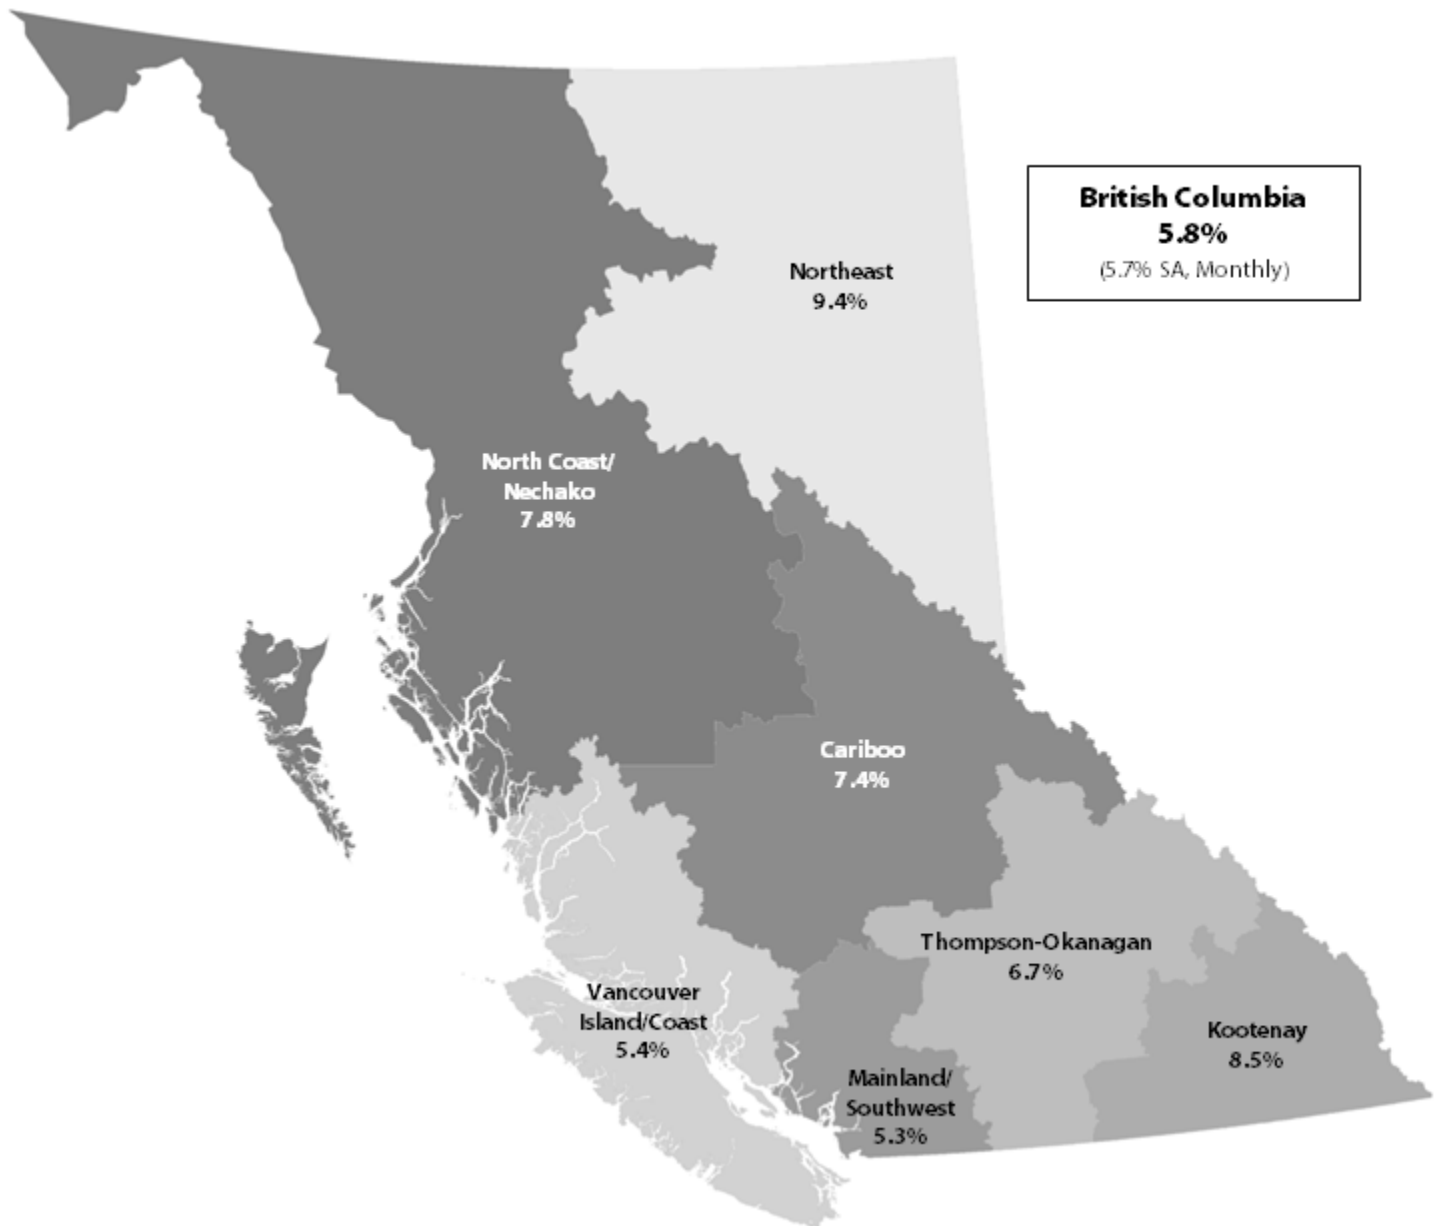 British Columbia
5.8%
(5.7% SA, Monthly)
Northeast
9.4%
North Coast/
Nechako
7.8%
Cariboo
7.4%
Thompson-Okanagan
6.7%
Vancouver
Island/Coast
5.4%
Kootenay
8.5%
Mainland/
Southwest
5.3%